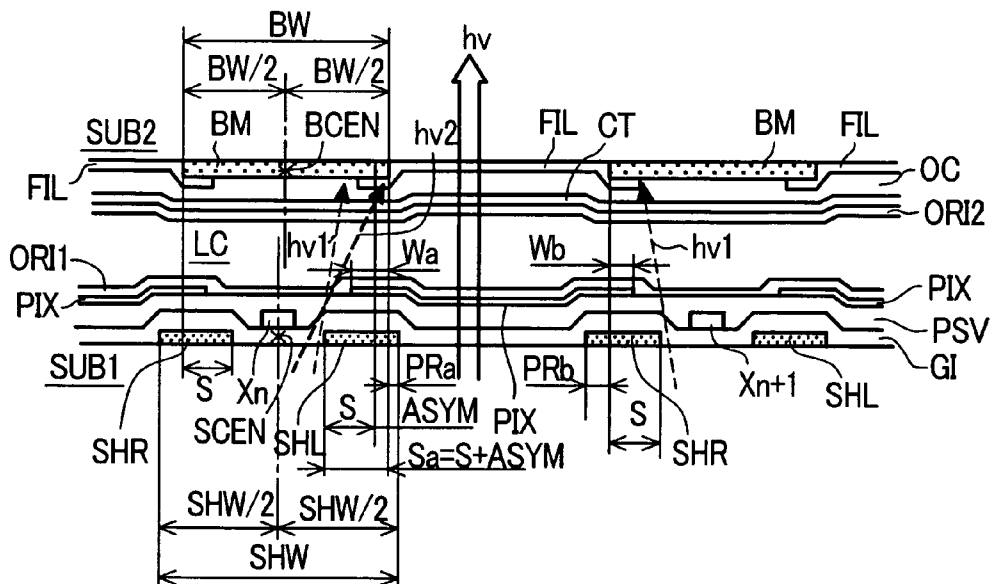 BW
hv
BW/2
BW/2
SUB2
BM
BCEN
hv2
FIL
CT
BM
FIL
FIL
OC
ORI2
LC
hv1
Wa
Wb
hv1
ORI1
PIX
PIX
PSV
GI
SUB1
S
Xn
PRa
PRb
Xn+1
SHL
SHR
SCEN
SHL
S
ASYM
PIX
S
SHR
Sa=S+ASYM
SHW/2
SHW/2
SHW